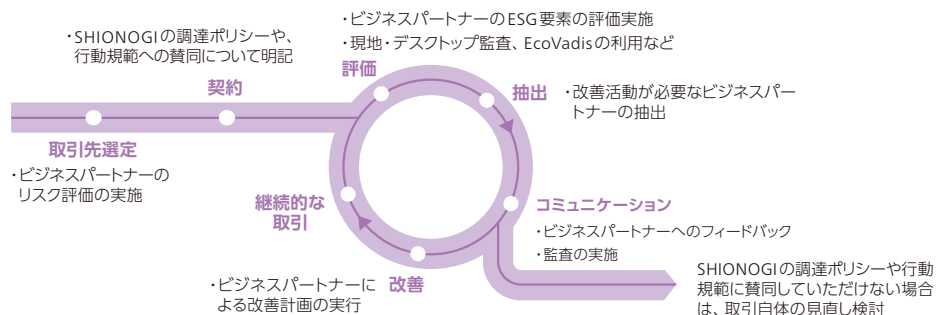 ・SHIONOGIの調達ポリシーや、
行動規範への賛同について明記
契約
取引先選定
・ビジネスパートナーの
リスク評価の実施
・ビジネスパートナーのESG要素の評価実施
・現地・デスクトップ監査、EcoVadisの利用など
評価
抽出
・改善活動が必要なビジネスパー
トナーの抽出
コミュニケーション
・ビジネスパートナーへのフィードバック
・監査の実施
SHIONOGIの調達ポリシーや行動
規範に賛同していただけない場合
は、取引自体の見直し検討
改善
・ビジネスパートナーに
よる改善計画の実行
継続的な
取引